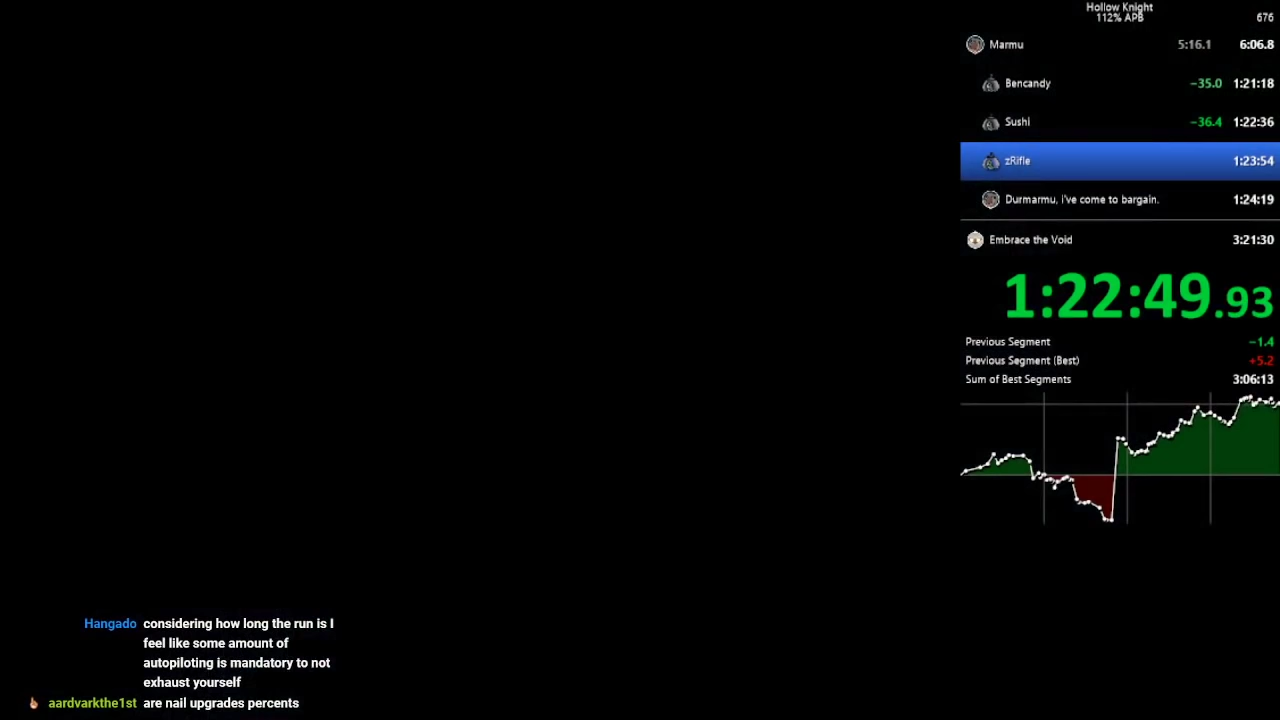 Hollow Knight
112% APB 676
Marmu 5:16.1 6:06.8
Bencandy −35.0 1:21:18
Sushi −36.4 1:22:36
zRifle 1:23:54
Durmarmu, i've come to bargain. 1:24:19
Embrace the Void 3:21:30
1:22:49.93
Previous Segment −1.4
Previous Segment (Best) +5.2
Sum of Best Segments 3:06:13
Hangado considering how long the run is I
feel like some amount of
autopiloting is mandatory to not
exhaust yourself
aardvarkthe1st are nail upgrades percents